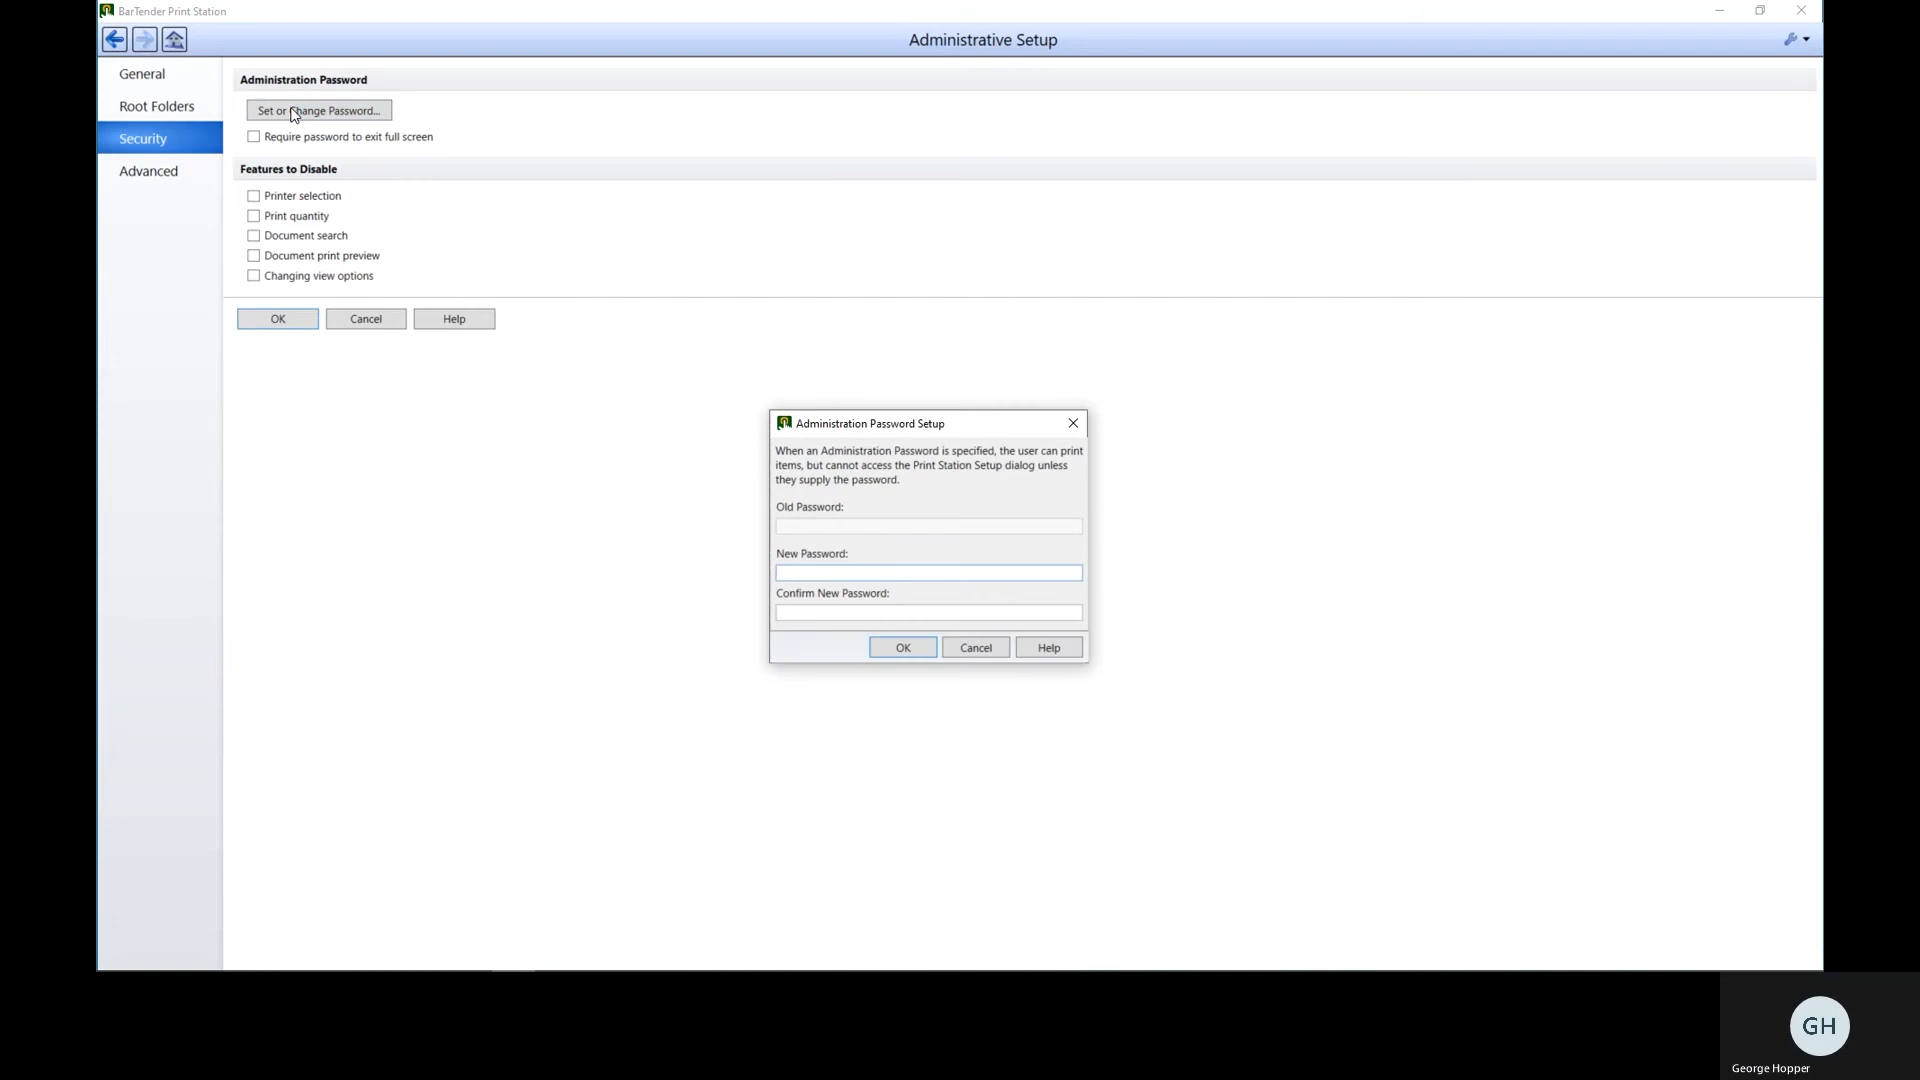 BarTender Print Station
Administrative Setup
General
Root Folders
Security
Advanced
Administration Password
Set or Change Password...
Require password to exit full screen
Features to Disable
Printer selection
Print quantity
Document search
Document print preview
Changing view options
OK
Cancel
Help
Administration Password Setup
When an Administration Password is specified, the user can print
items, but cannot access the Print Station Setup dialog unless
they supply the password.
Old Password:
New Password:
Confirm New Password:
OK
Cancel
Help
GH
George Hopper